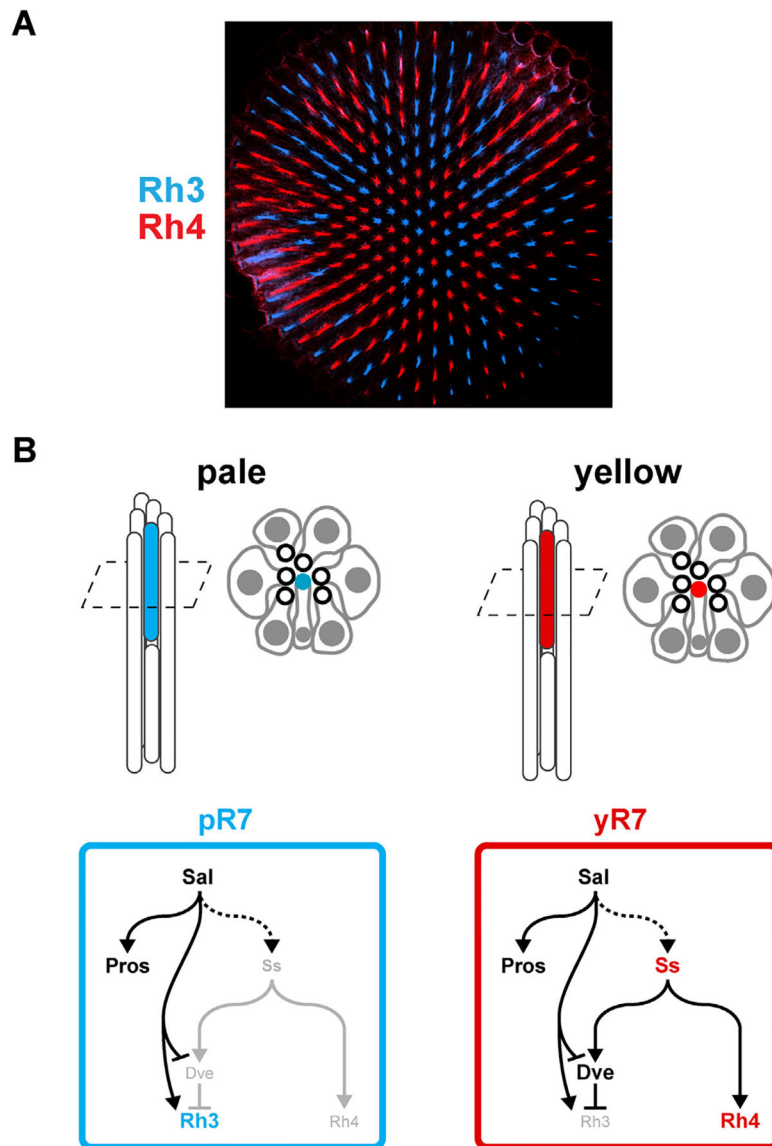 A
Rh3
Rh4
B
pale
yellow
pR7
yR7
Sal
Pros
Ss
Dve
Rh3
Rh4
Sal
Pros
Ss
Dve
Rh3
Rh4